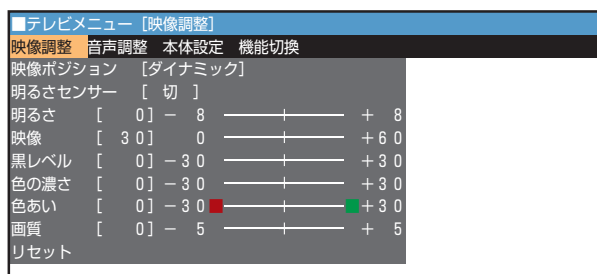 ■テレビメニュー [映像調整]
映像調整 音声調整 本体設定 機能切換
映像ポジション [ダイナミック]
明るさセンサー [ 切 ]
明るさ [ 0] − 8 + 8
映像 [ 30] 0 +60
黒レベル [ 0] −30 +30
色の濃さ [ 0] −30 +30
色あい [ 0] −30 +30
画質 [ 0] − 5 + 5
リセット